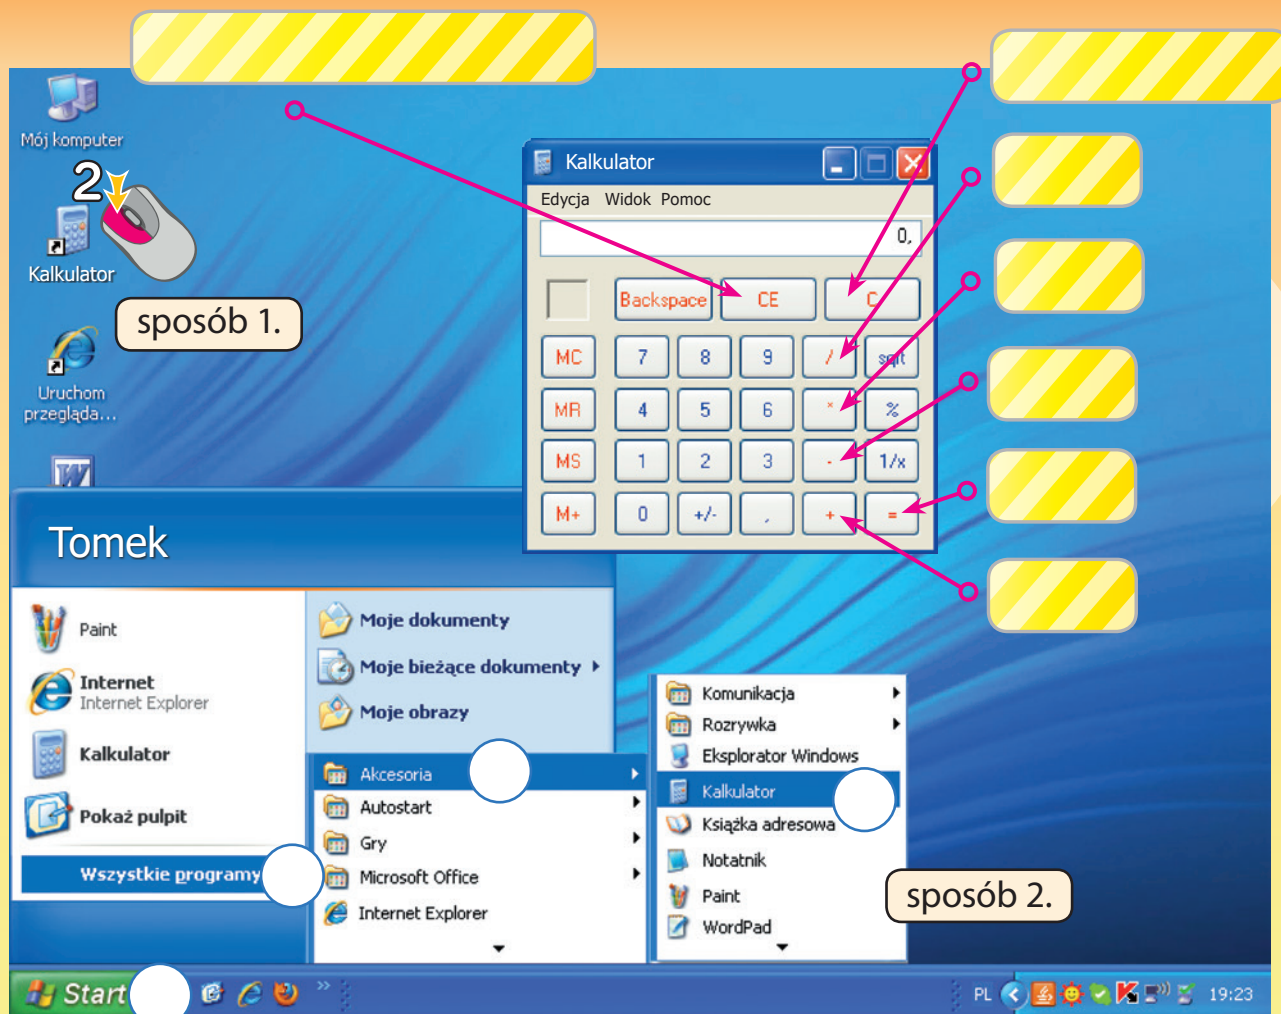 Mój komputer
2
Kalkulator
sposób 1.
Uruchom
przegląda...
W
Kalkulator
Edycja Widok Pomoc
0,
Backspace CE C
MC 7 8 9 / sqrt
MR 4 5 6 * %
MS 1 2 3 - 1/x
M+ 0 +/- , + =
Tomek
Paint
Internet
Internet Explorer
Kalkulator
Pokaż pulpit
Wszystkie programy
Moje dokumenty
Moje bieżące dokumenty
Moje obrazy
Akcesoria
Autostart
Gry
Microsoft Office
Internet Explorer
Komunikacja
Rozrywka
Eksplorator Windows
Kalkulator
Książka adresowa
Notatnik
Paint
WordPad
sposób 2.
Start
»
PL
19:23